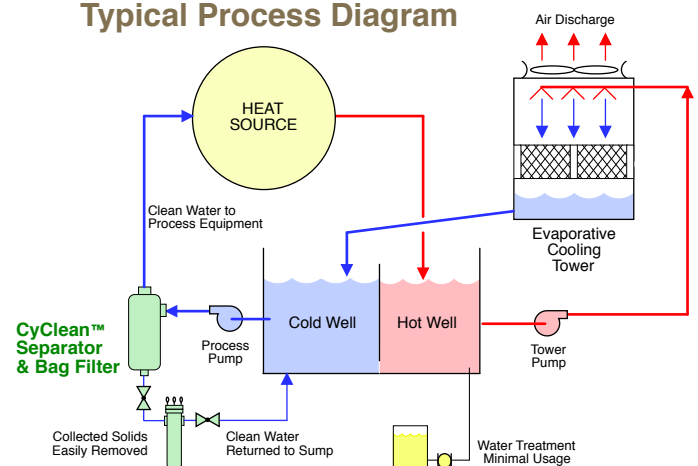 Typical Process Diagram
Air Discharge
HEAT
SOURCE
Clean Water to
Process Equipment
Evaporative
Cooling
Tower
Cold Well
Hot Well
CyClean™
Separator
& Bag Filter
Process
Pump
Tower
Pump
Collected Solids
Easily Removed
Clean Water
Returned to Sump
Water Treatment
Minimal Usage